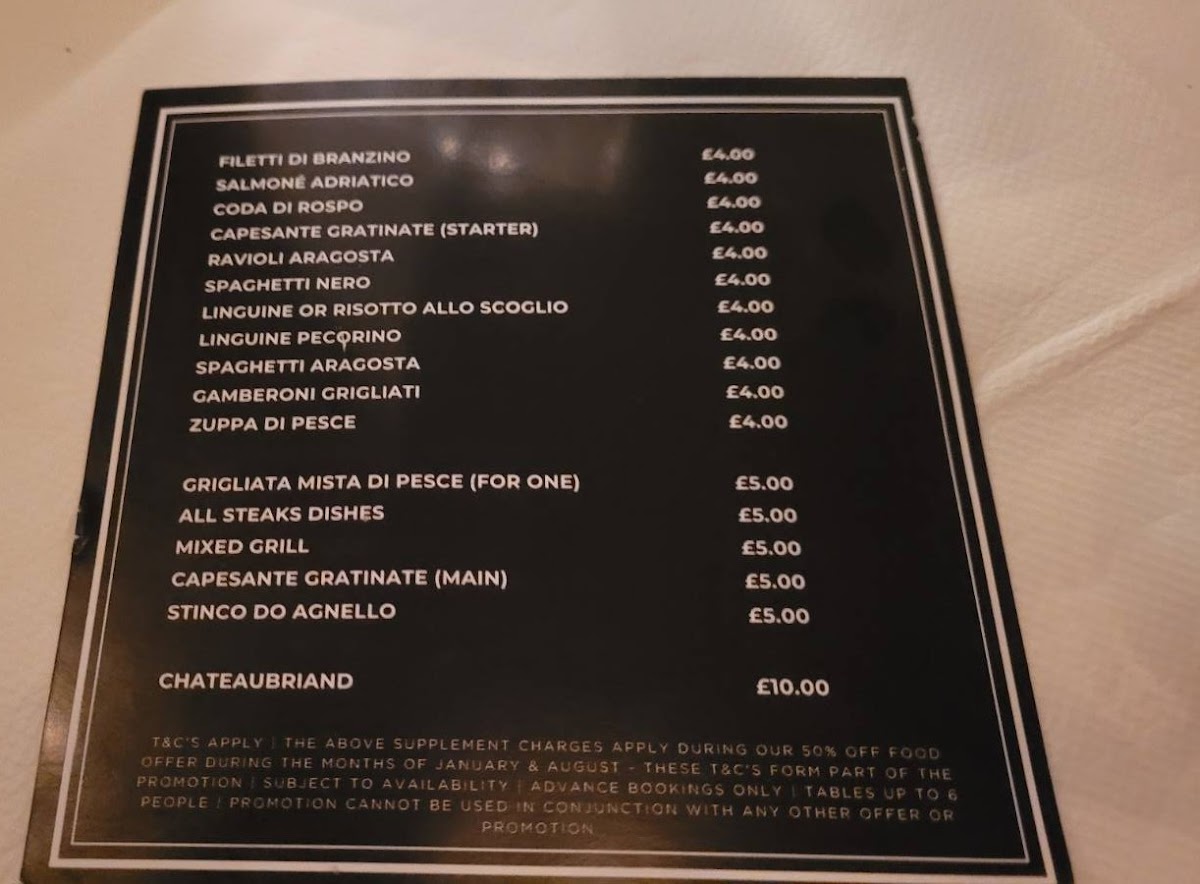 FILETTI DI BRANZINO £4.00
SALMONE ADRIATICO £4.00
CODA DI ROSPO £4.00
CAPESANTE GRATINATE (STARTER) £4.00
RAVIOLI ARAGOSTA £4.00
SPAGHETTI NERO £4.00
LINGUINE OR RISOTTO ALLO SCOGLIO £4.00
LINGUINE PECORINO £4.00
SPAGHETTI ARAGOSTA £4.00
GAMBERONI GRIGLIATI £4.00
ZUPPA DI PESCE £4.00
GRIGLIATA MISTA DI PESCE (FOR ONE) £5.00
ALL STEAKS DISHES £5.00
MIXED GRILL £5.00
CAPESANTE GRATINATE (MAIN) £5.00
STINCO DO AGNELLO £5.00
CHATEAUBRIAND £10.00
T&C'S APPLY | THE ABOVE SUPPLEMENT CHARGES APPLY DURING OUR 50% OFF FOOD
OFFER DURING THE MONTHS OF JANUARY & AUGUST - THESE T&C'S FORM PART OF THE
PROMOTION | SUBJECT TO AVAILABILITY | ADVANCE BOOKINGS ONLY | TABLES UP TO 6
PEOPLE | PROMOTION CANNOT BE USED IN CONJUNCTION WITH ANY OTHER OFFER OR
PROMOTION